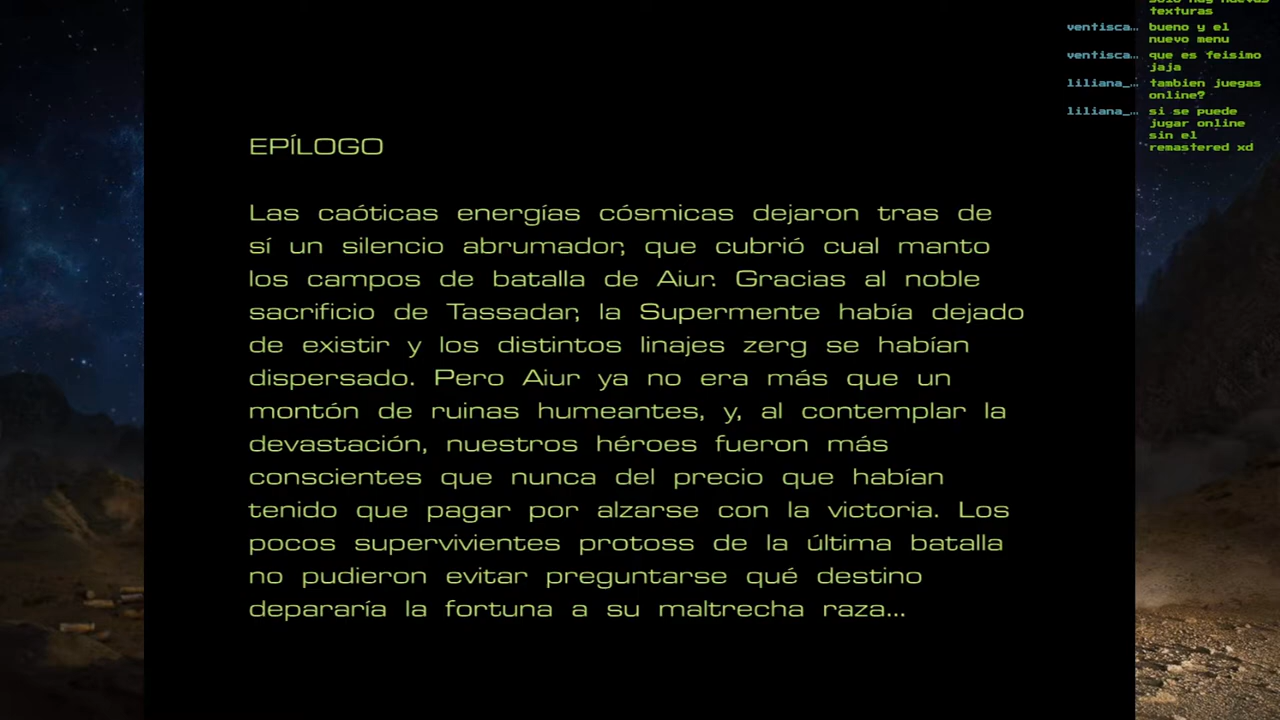 EPÍLOGO
Las caóticas energías cósmicas dejaron tras de
sí un silencio abrumador, que cubrió cual manto
los campos de batalla de Aiur. Gracias al noble
sacrificio de Tassadar, la Supermente había dejado
de existir y los distintos linajes zerg se habían
dispersado. Pero Aiur ya no era más que un
montón de ruinas humeantes, y, al contemplar la
devastación, nuestros héroes fueron más
conscientes que nunca del precio que habían
tenido que pagar por alzarse con la victoria. Los
pocos supervivientes protoss de la última batalla
no pudieron evitar preguntarse qué destino
depararía la fortuna a su maltrecha raza...
texturas
ventisca… bueno y el
nuevo menu
ventisca… que es feisimo
jaja
liliana_… tambien juegas
online?
liliana_… si se puede
jugar online
sin el
remastered xd